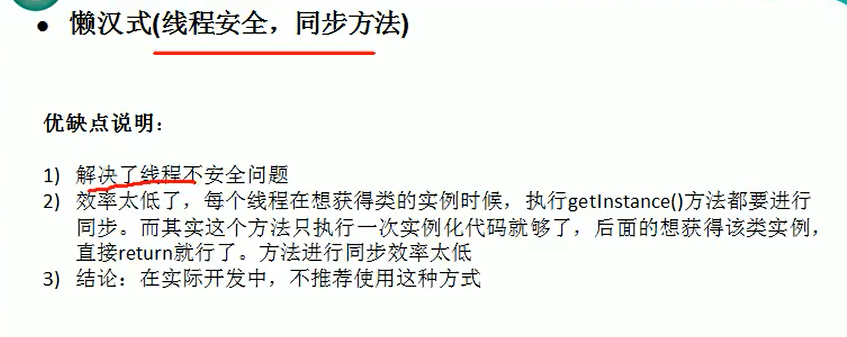 ● 懒汉式(线程安全，同步方法)
优缺点说明：
1) 解决了线程不安全问题
2) 效率太低了，每个线程在想获得类的实例时候，执行getInstance()方法都要进行
同步。而其实这个方法只执行一次实例化代码就够了，后面的想获得该类实例，
直接return就行了。方法进行同步效率太低
3) 结论：在实际开发中，不推荐使用这种方式